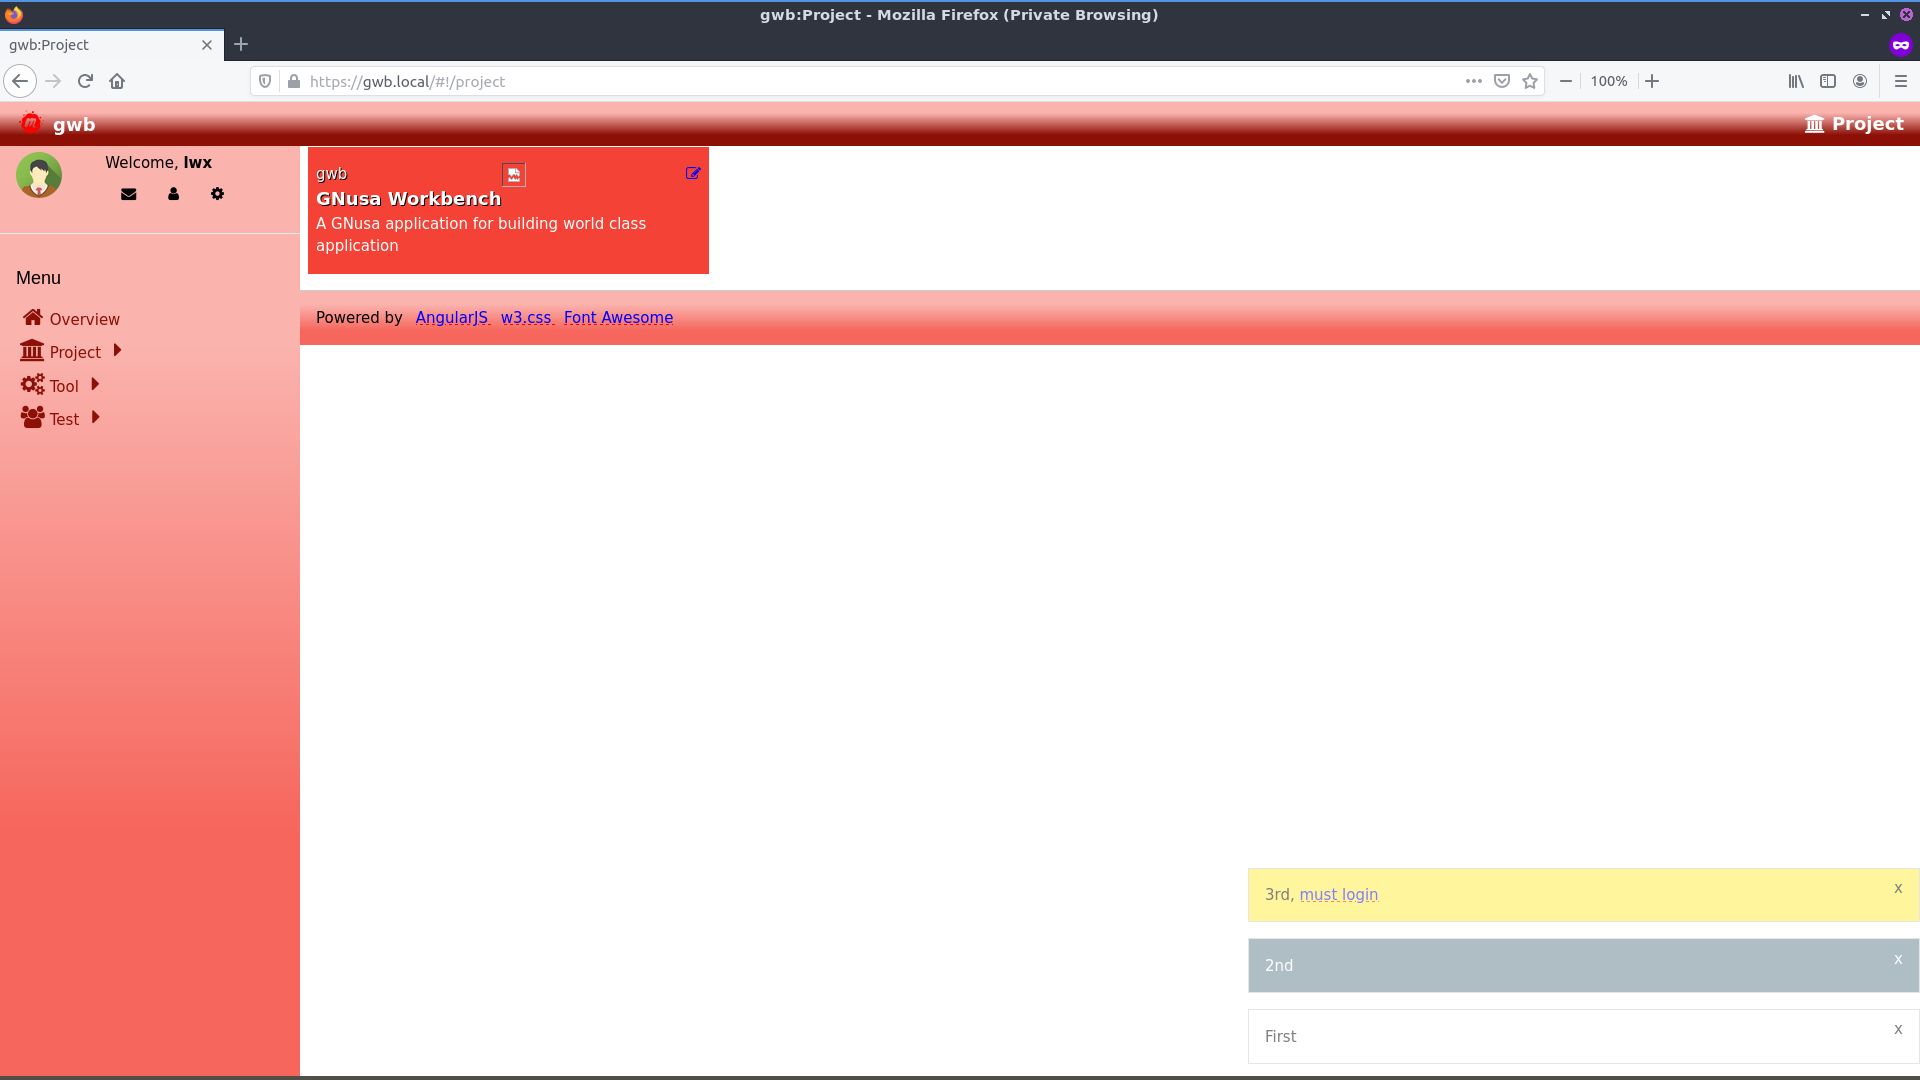 gwb:Project - Mozilla Firefox (Private Browsing)
gwb:Project
https://gwb.local/#!/project
100%
gwb
Project
Welcome, lwx
Menu
Overview
Project
Tool
Test
gwb
GNusa Workbench
A GNusa application for building world class
application
Powered by AngularJS w3.css Font Awesome
3rd, must login
x
2nd
x
First
x